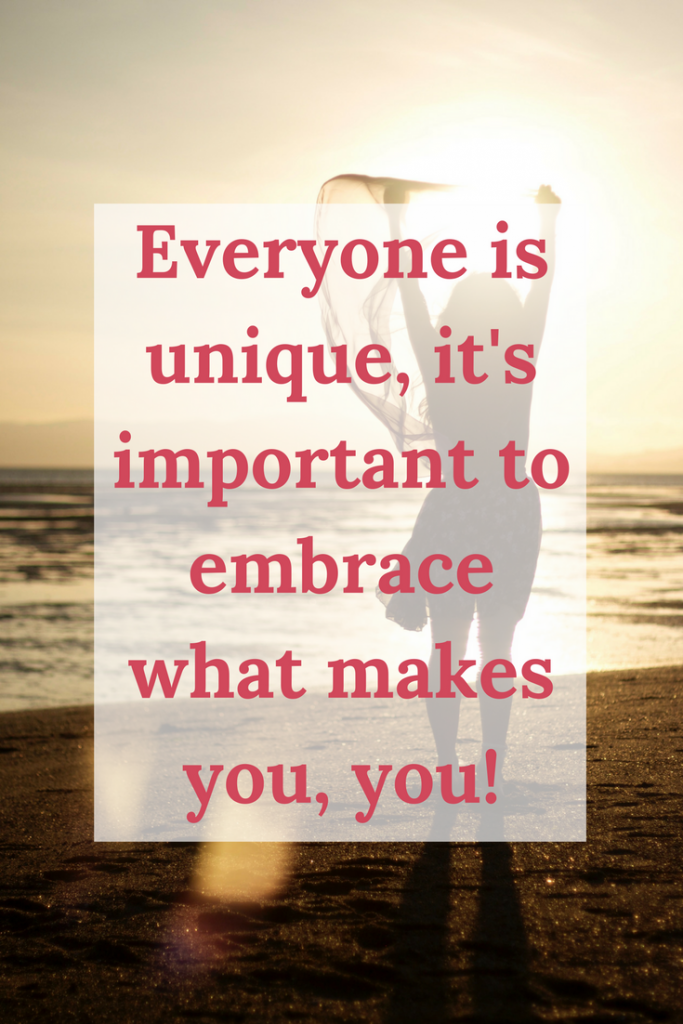 Everyone is
unique, it's
important to
embrace
what makes
you, you!